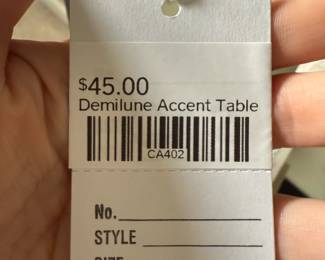 $45.00
Demilune Accent Table
CA402
No.
STYLE